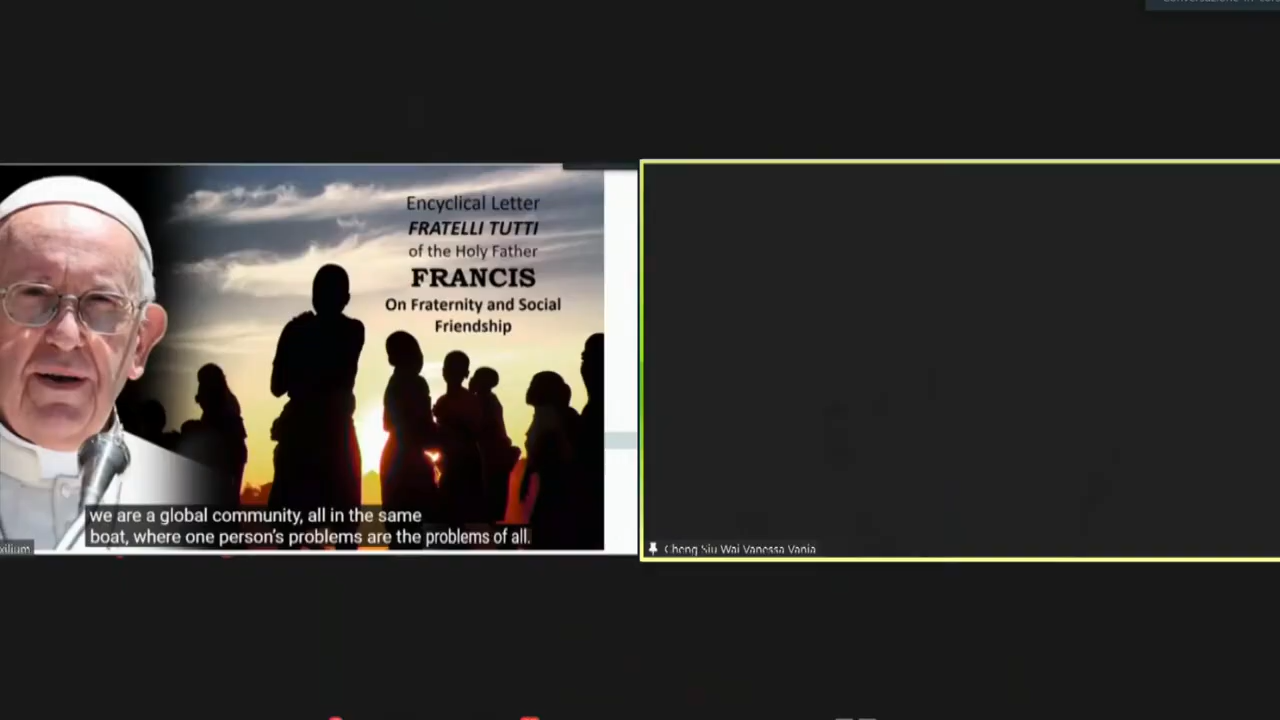 Encyclical Letter
FRATELLI TUTTI
of the Holy Father
FRANCIS
On Fraternity and Social
Friendship
we are a global community, all in the same
boat, where one person's problems are the problems of all.
xilium
Cheng Siu Wai Vanessa Vania